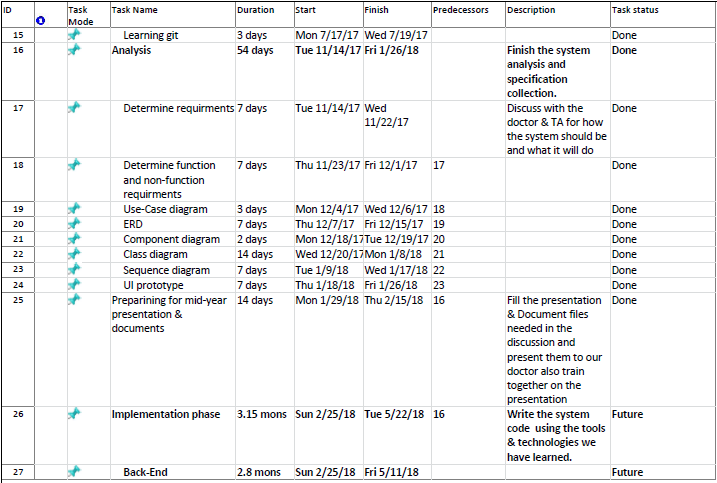 ID Task Mode Task Name Duration Start Finish Predecessors Description Task status
15 Learning git 3 days Mon 7/17/17 Wed 7/19/17 Done
16 Analysis 54 days Tue 11/14/17 Fri 1/26/18 Finish the system Done
analysis and
specification
collection.
17 Determine requirments 7 days Tue 11/14/17 Wed Discuss with the Done
11/22/17 doctor & TA for how
the system should be
and what it will do
18 Determine function 7 days Thu 11/23/17 Fri 12/1/17 17 Done
and non-function
requirments
19 Use-Case diagram 3 days Mon 12/4/17 Wed 12/6/17 18 Done
20 ERD 7 days Thu 12/7/17 Fri 12/15/17 19 Done
21 Component diagram 2 days Mon 12/18/17 Tue 12/19/17 20 Done
22 Class diagram 14 days Wed 12/20/17 Mon 1/8/18 21 Done
23 Sequence diagram 7 days Tue 1/9/18 Wed 1/17/18 22 Done
24 UI prototype 7 days Thu 1/18/18 Fri 1/26/18 23 Done
25 Preparining for mid-year 14 days Mon 1/29/18 Thu 2/15/18 16 Fill the presentation Done
presentation & & Document files
documents needed in the
discussion and
present them to our
doctor also train
together on the
presentation
26 Implementation phase 3.15 mons Sun 2/25/18 Tue 5/22/18 16 Write the system Future
code using the tools
& technologies we
have learned.
27 Back-End 2.8 mons Sun 2/25/18 Fri 5/11/18 Future